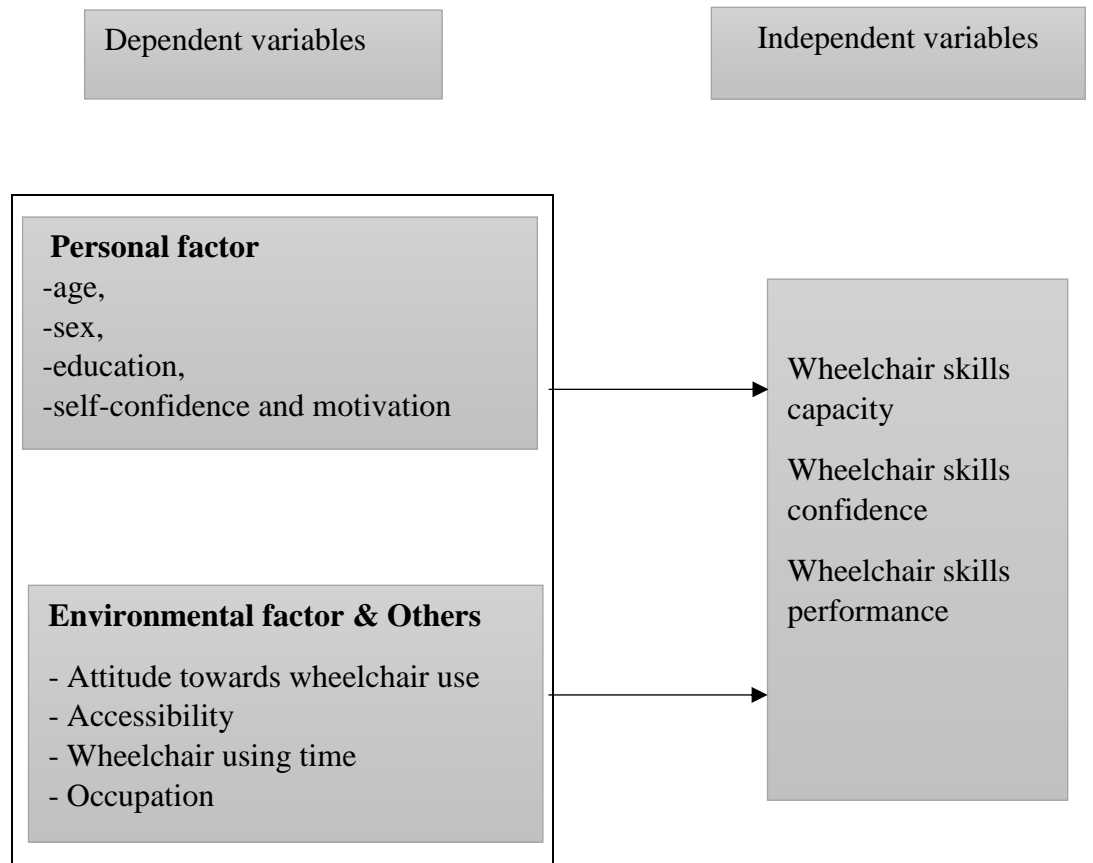 Dependent variables
Independent variables
Personal factor
-age,
-sex,
-education,
-self-confidence and motivation
Environmental factor & Others
- Attitude towards wheelchair use
- Accessibility
- Wheelchair using time
- Occupation
Wheelchair skills
capacity
Wheelchair skills
confidence
Wheelchair skills
performance